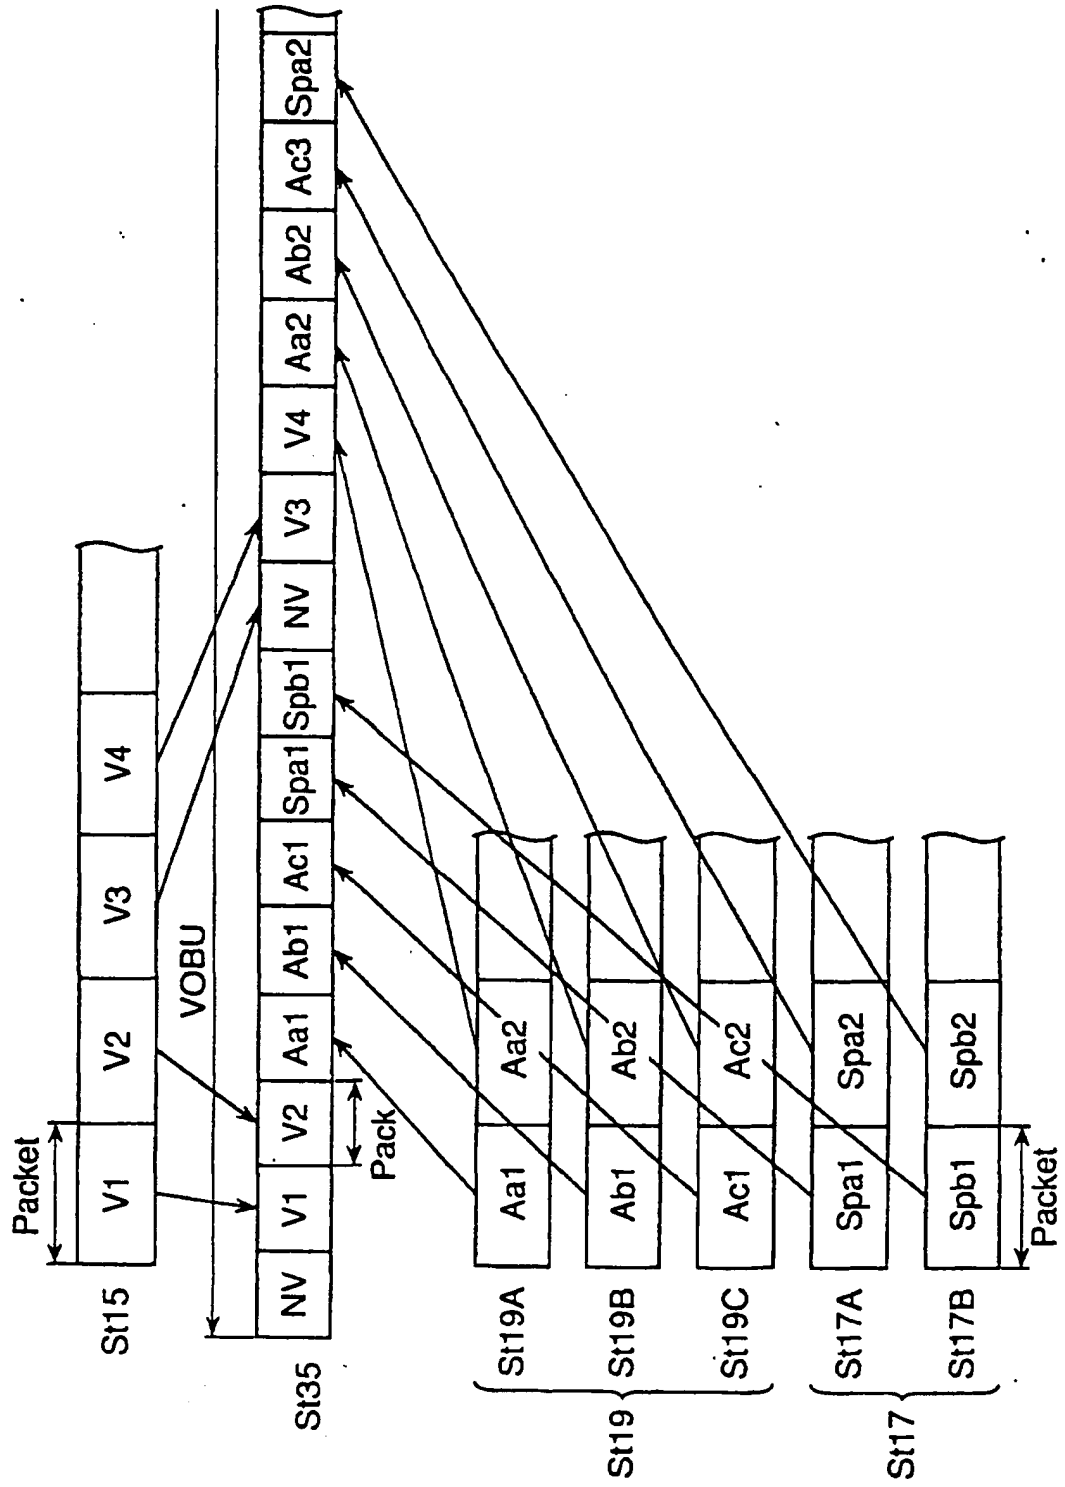 Packet
St15 V1 V2 V3 V4
VOBU
St35 NV V1 V2 Aa1 Ab1 Ac1 Spa1 Spb1 NV V3 V4 Aa2 Ab2 Ac3 Spa2
Pack
St19
St19A Aa1 Aa2
St19B Ab1 Ab2
St19C Ac1 Ac2
St17
St17A Spa1 Spa2
St17B Spb1 Spb2
Packet